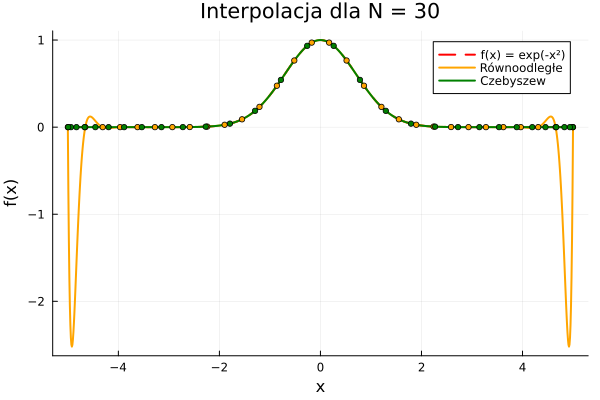 Interpolacja dla N = 30
f(x) = exp(-x²)
Równoodległe
Czebyszew
1
0
−1
−2
f(x)
−4
−2
0
2
4
x